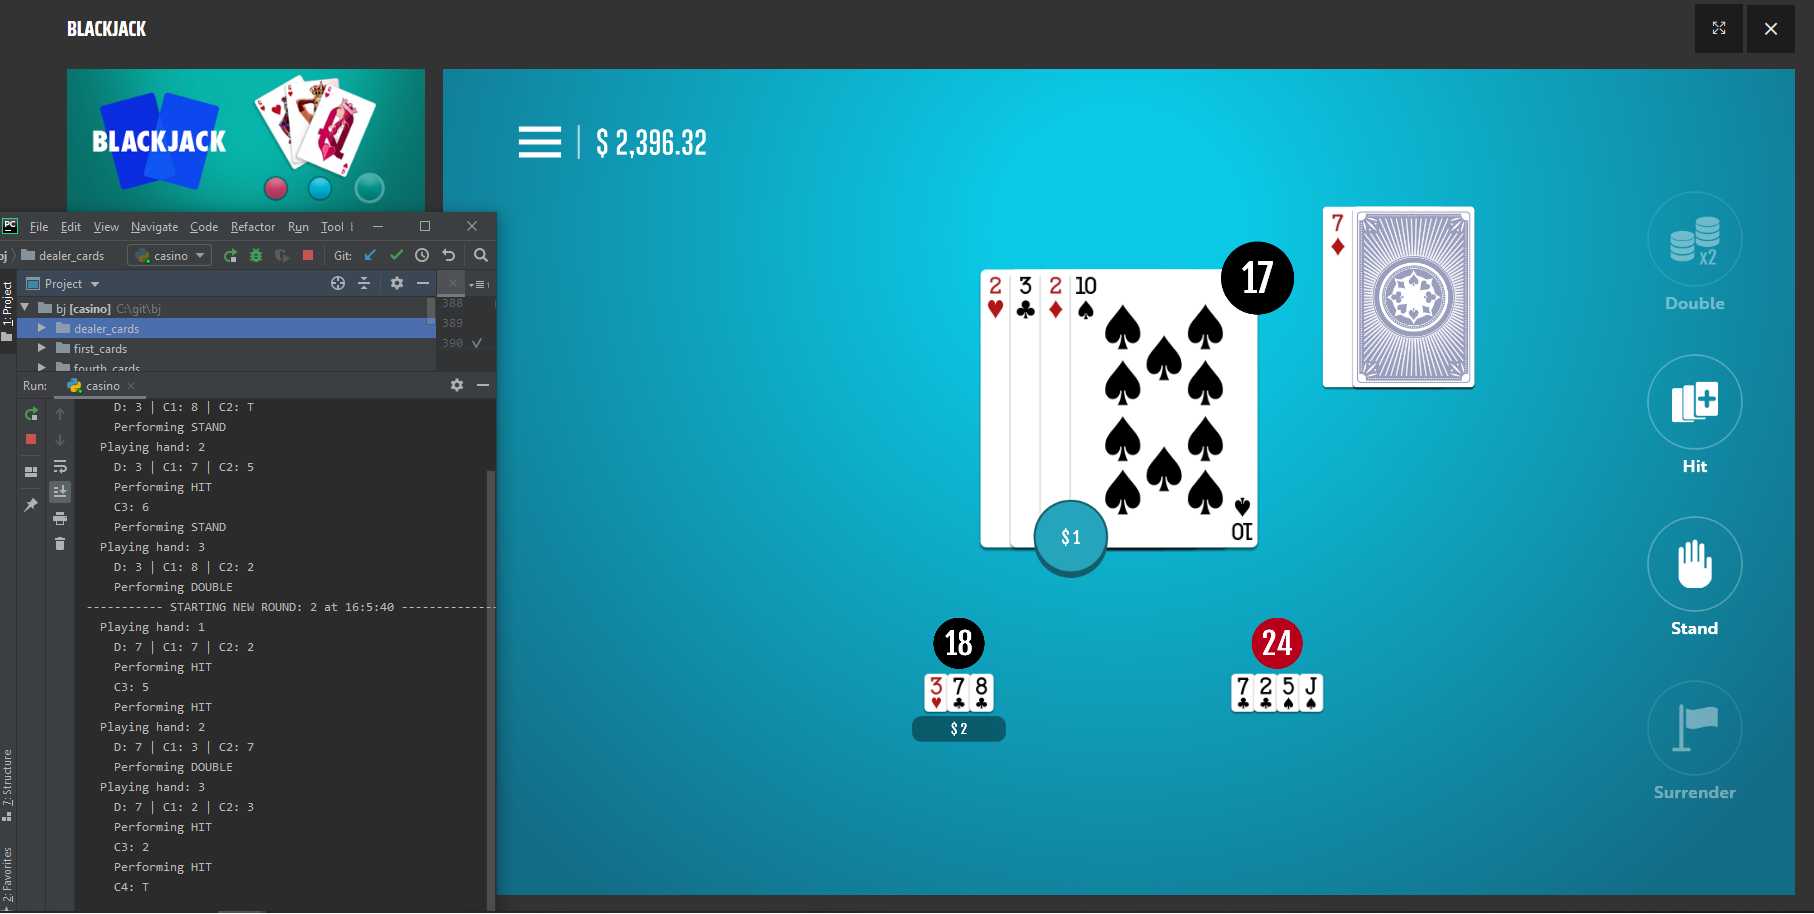 BLACKJACK
BLACKJACK
$ 2,396.32
7
x2
Double
17
2 3 2 10
10
$ 1
Hit
Stand
Surrender
18
3 7 8
$ 2
24
7 2 5 J
PC File Edit View Navigate Code Refactor Run Tool
bj dealer_cards casino Git:
1: Project
Project
bj [casino] C:\git\bj
dealer_cards
first_cards
fourth_cards
388
389
390
Run: casino
D: 3 | C1: 8 | C2: T
Performing STAND
Playing hand: 2
D: 3 | C1: 7 | C2: 5
Performing HIT
C3: 6
Performing STAND
Playing hand: 3
D: 3 | C1: 8 | C2: 2
Performing DOUBLE
----------- STARTING NEW ROUND: 2 at 16:5:40 --------------
Playing hand: 1
D: 7 | C1: 7 | C2: 2
Performing HIT
C3: 5
Performing HIT
Playing hand: 2
D: 7 | C1: 3 | C2: 7
Performing DOUBLE
Playing hand: 3
D: 7 | C1: 2 | C2: 3
Performing HIT
C3: 2
Performing HIT
C4: T
7: Structure
2: Favorites